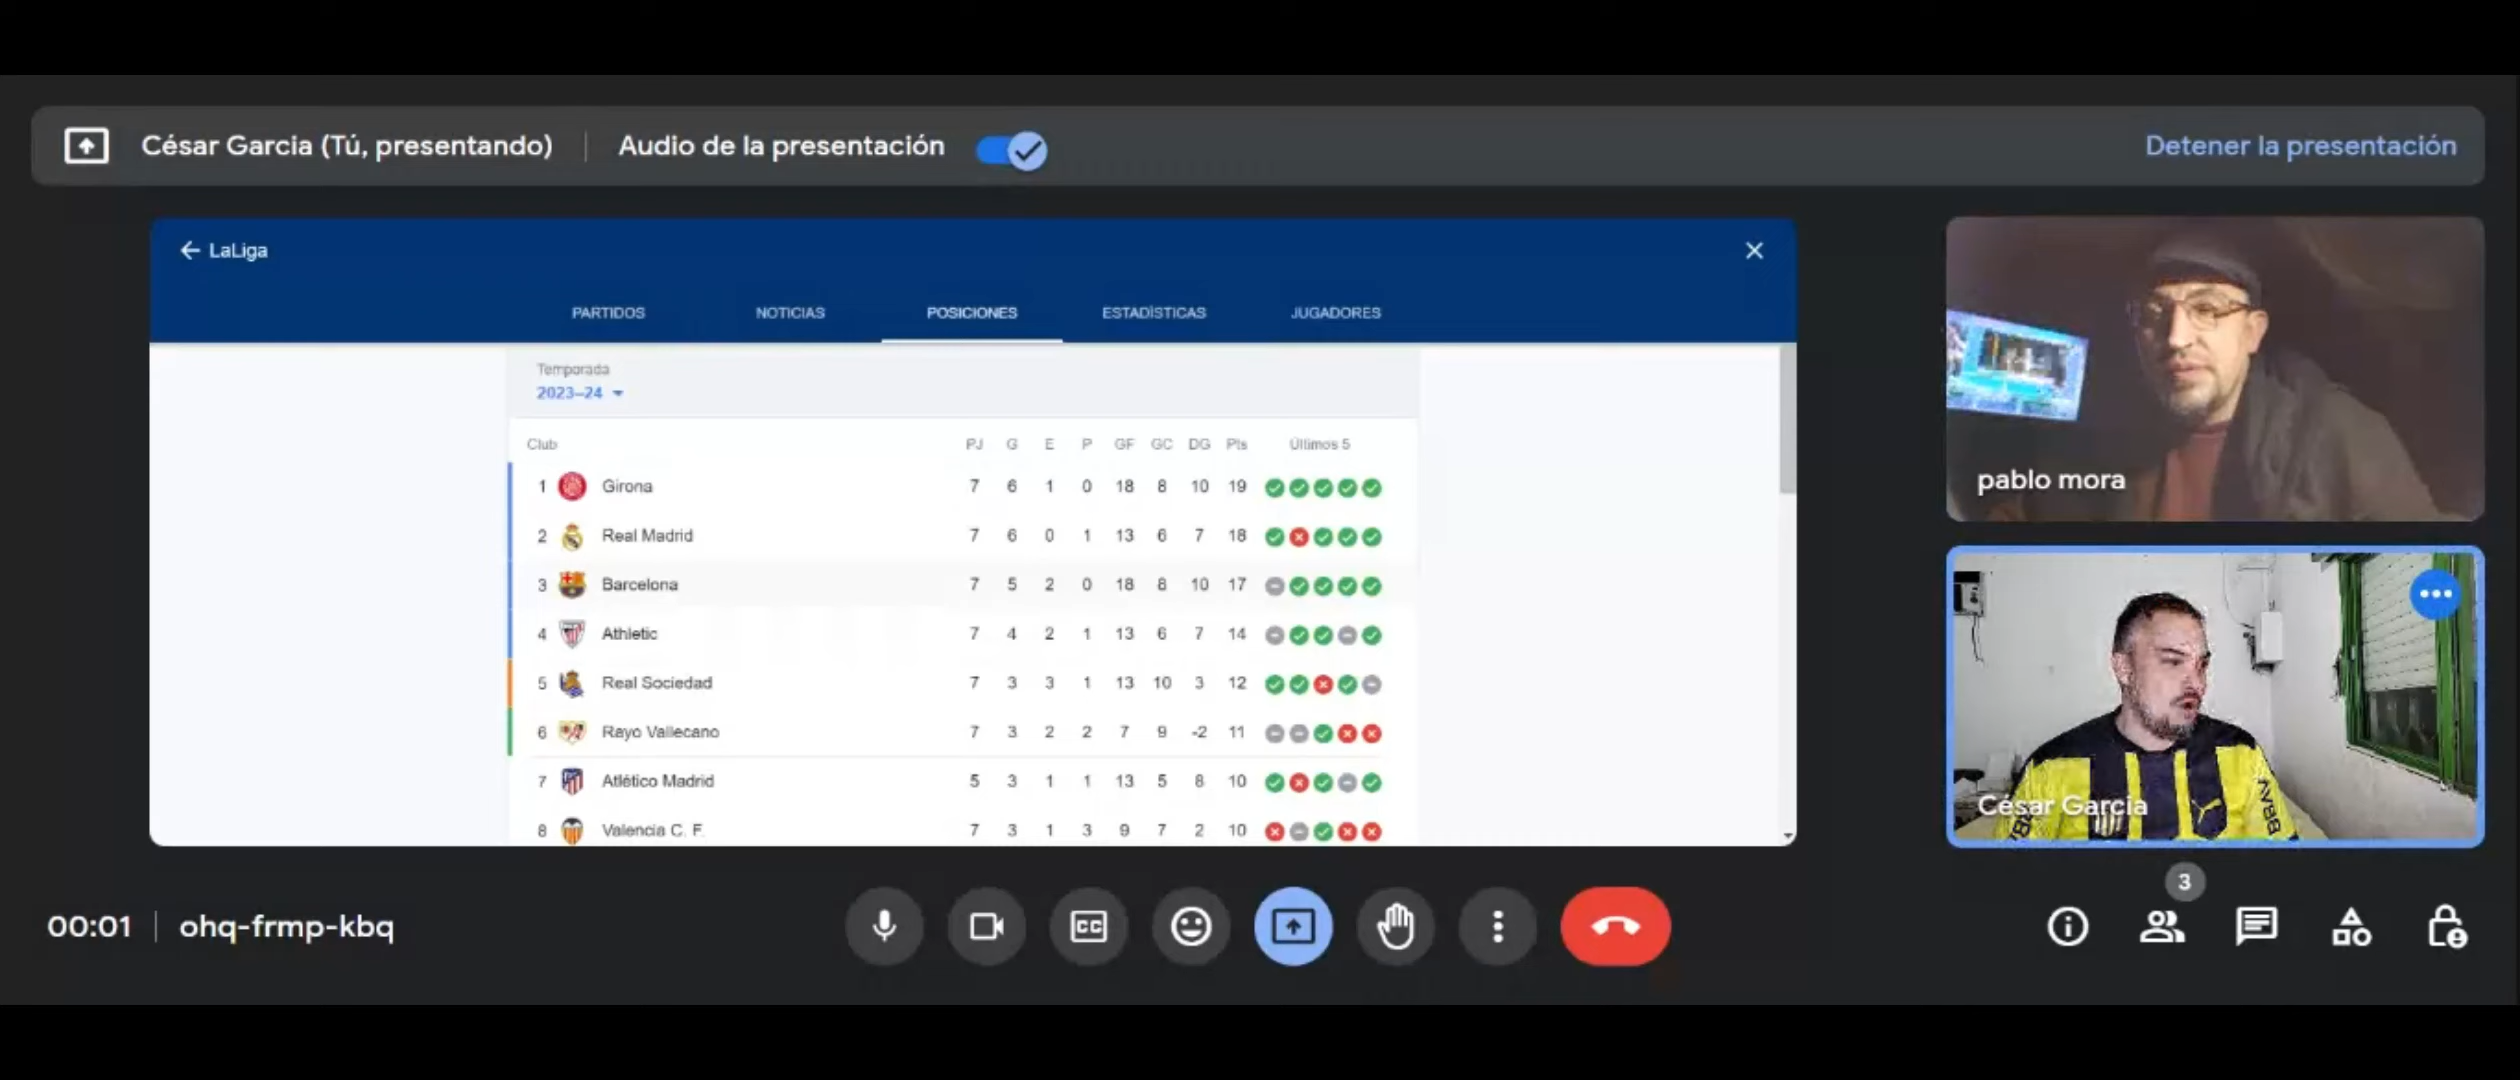 César Garcia (Tú, presentando) Audio de la presentación Detener la presentación
LaLiga
PARTIDOS NOTICIAS POSICIONES ESTADÍSTICAS JUGADORES
Temporada
2023–24
Club PJ G E P GF GC DG Pts Últimos 5
1 Girona 7 6 1 0 18 8 10 19
2 Real Madrid 7 6 0 1 13 6 7 18
3 Barcelona 7 5 2 0 18 8 10 17
4 Athletic 7 4 2 1 13 6 7 14
5 Real Sociedad 7 3 3 1 13 10 3 12
6 Rayo Vallecano 7 3 2 2 7 9 -2 11
7 Atlético Madrid 5 3 1 1 13 5 8 10
8 Valencia C. F. 7 3 1 3 9 7 2 10
pablo mora
César Garcia
BBVA
00:01 ohq-frmp-kbq
CC
3